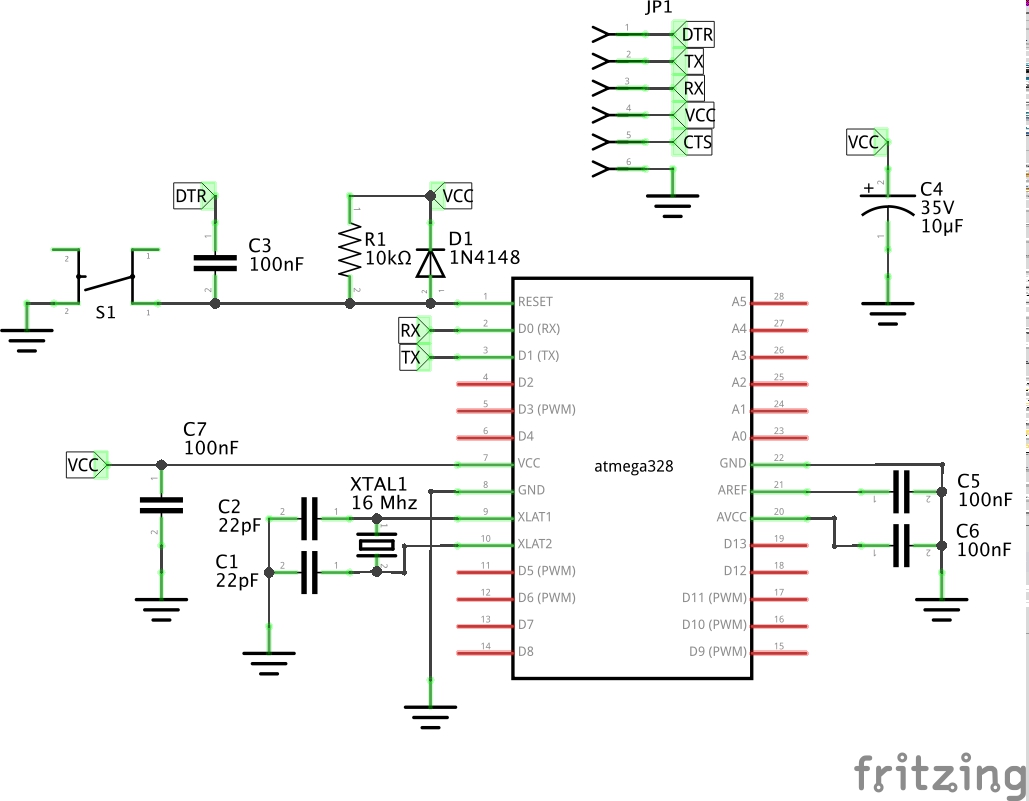 JP1
1 DTR
2 TX
3 RX
4 VCC
5 CTS
6
VCC
+ 2
C4
35V
10µF
1
DTR
1
C3
100nF
2
VCC
1
R1
10kΩ
2
D1
1N4148
2 1
2 1
2 1
S1
RX
TX
1 RESET
2 D0 (RX)
3 D1 (TX)
4 D2
5 D3 (PWM)
6 D4
7 VCC
8 GND
9 XLAT1
10 XLAT2
11 D5 (PWM)
12 D6 (PWM)
13 D7
14 D8
atmega328
A5 28
A4 27
A3 26
A2 25
A1 24
A0 23
GND 22
AREF 21
AVCC 20
D13 19
D12 18
D11 (PWM) 17
D10 (PWM) 16
D9 (PWM) 15
C7
100nF
VCC
1
2
XTAL1
16 Mhz
1
2
C2
22pF
2 1
C1
22pF
2 1
C5
100nF
1 2
C6
100nF
1 2
fritzing